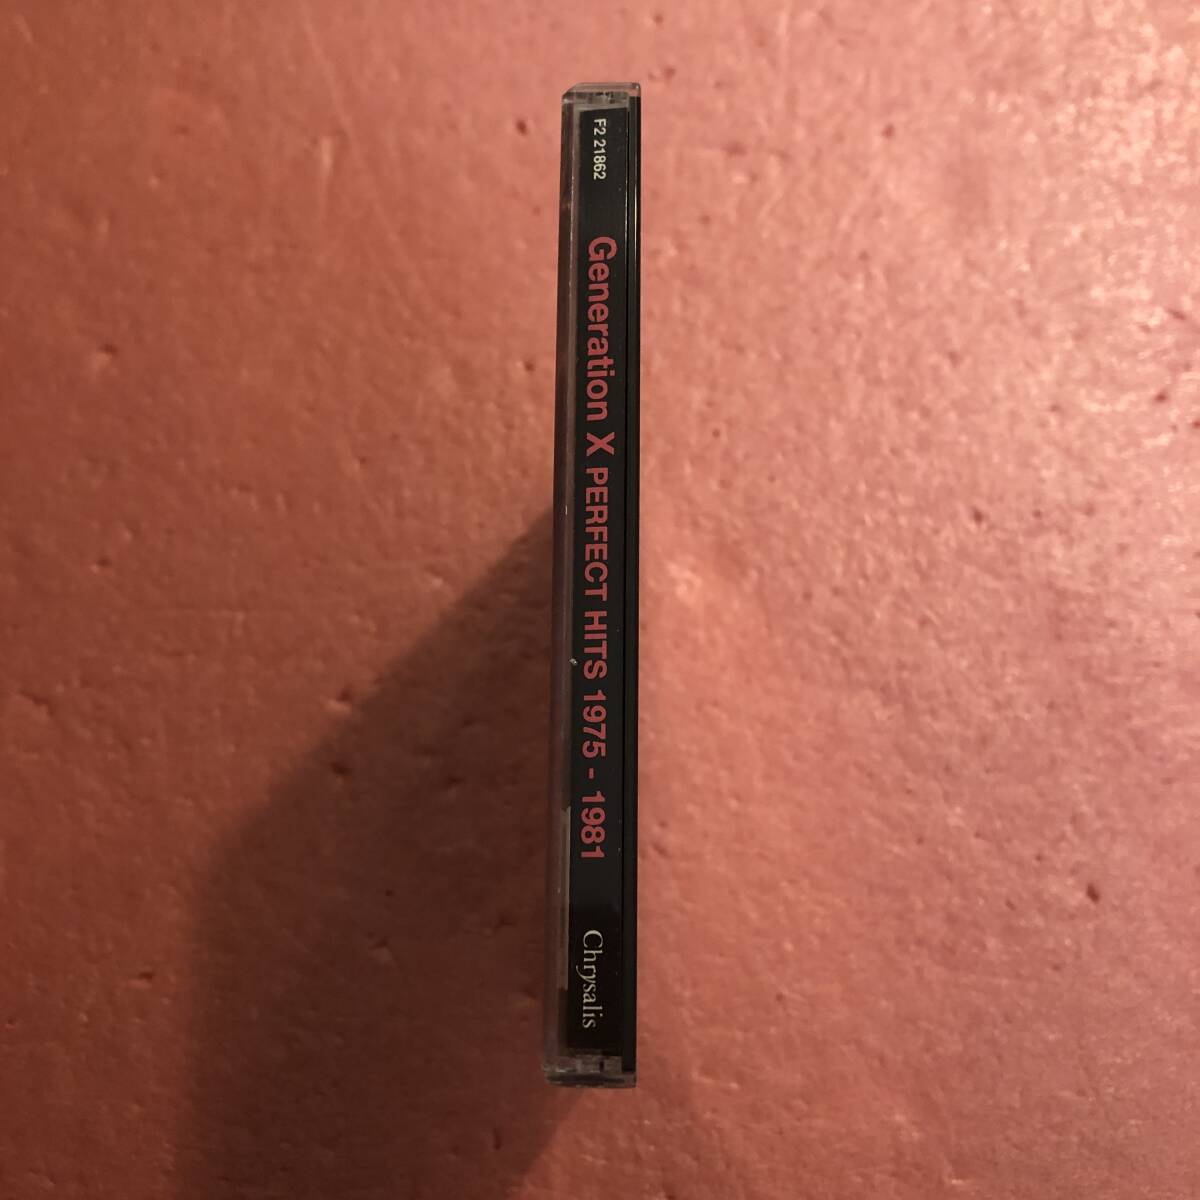 F2 21862
Generation X PERFECT HITS 1975 - 1981
Chrysalis